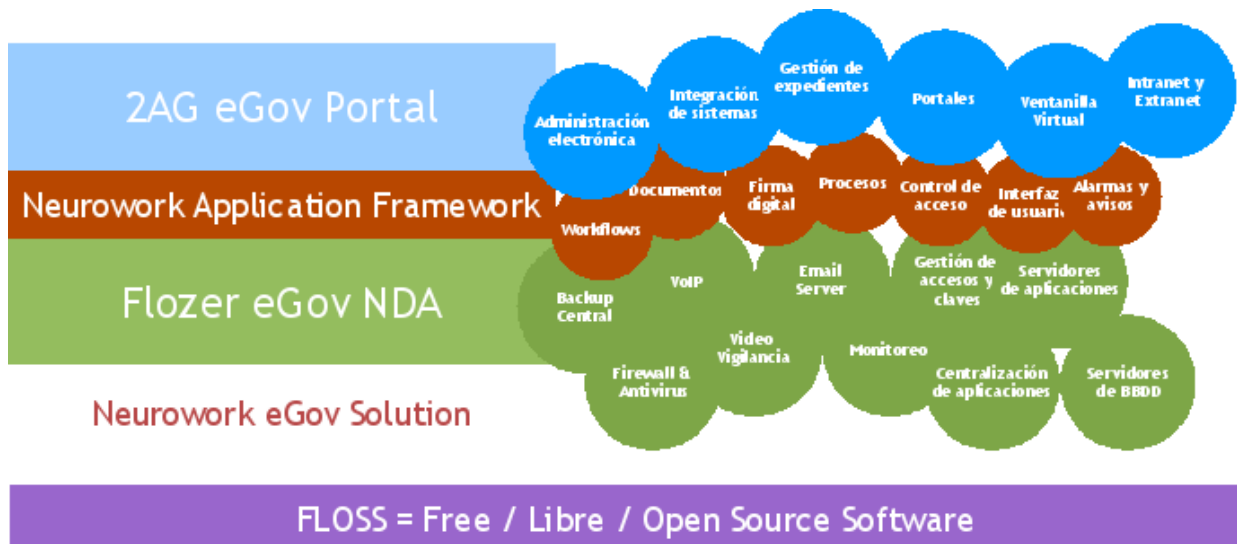 2AG eGov Portal
Administración
electrónica
Integración
de sistemas
Gestión de
expedientes
Portales
Ventanilla
Virtual
Intranet y
Extranet
Neurowork Application Framework
Workflows
Documentos
Firma
digital
Procesos
Control de
acceso
Interfaz
de usuari
Alarmas y
avisos
Flozer eGov NDA
Backup
Central
VoIP
Email
Server
Gestión de
accesos y
claves
Servidores
de aplicaciones
Firewall &
Antivirus
Video
Vigilancia
Monitoreo
Centralización
de aplicaciones
Servidores
de BBDD
Neurowork eGov Solution
FLOSS = Free / Libre / Open Source Software